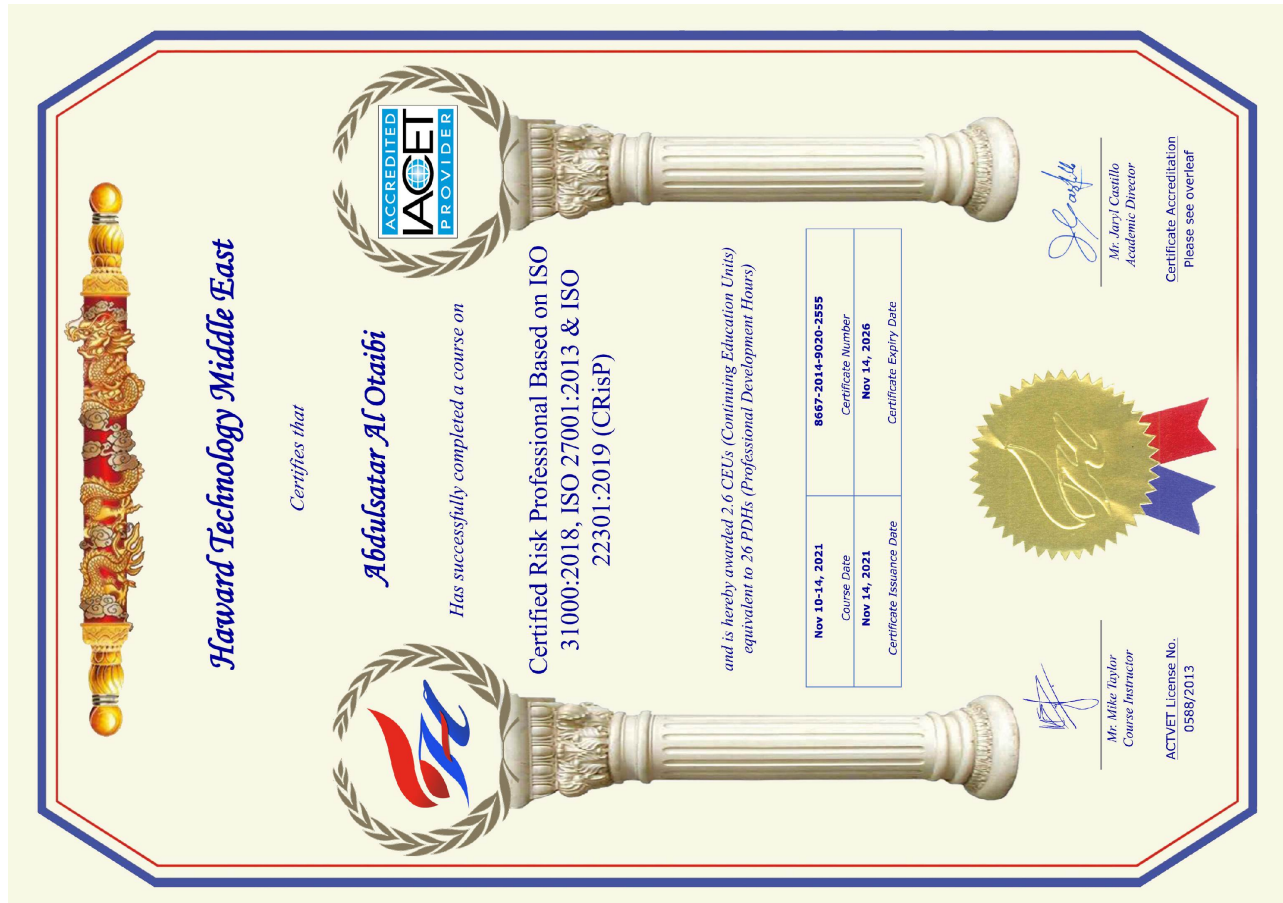 ACCREDITED
IACET
PROVIDER
Haward Technology Middle East
Certifies that
Abdulsatar Al Otaibi
Has successfully completed a course on
Certified Risk Professional Based on ISO
31000:2018, ISO 27001:2013 & ISO
22301:2019 (CRisP)
and is hereby awarded 2.6 CEUs (Continuing Education Units)
equivalent to 26 PDHs (Professional Development Hours)
Nov 10-14, 2021
8667-2014-9020-2555
Course Date
Certificate Number
Nov 14, 2021
Nov 14, 2026
Certificate Issuance Date
Certificate Expiry Date
Mr. Mike Taylor
Course Instructor
Mr. Jaryl Castillo
Academic Director
ACTVET License No.
0588/2013
Certificate Accreditation
Please see overleaf